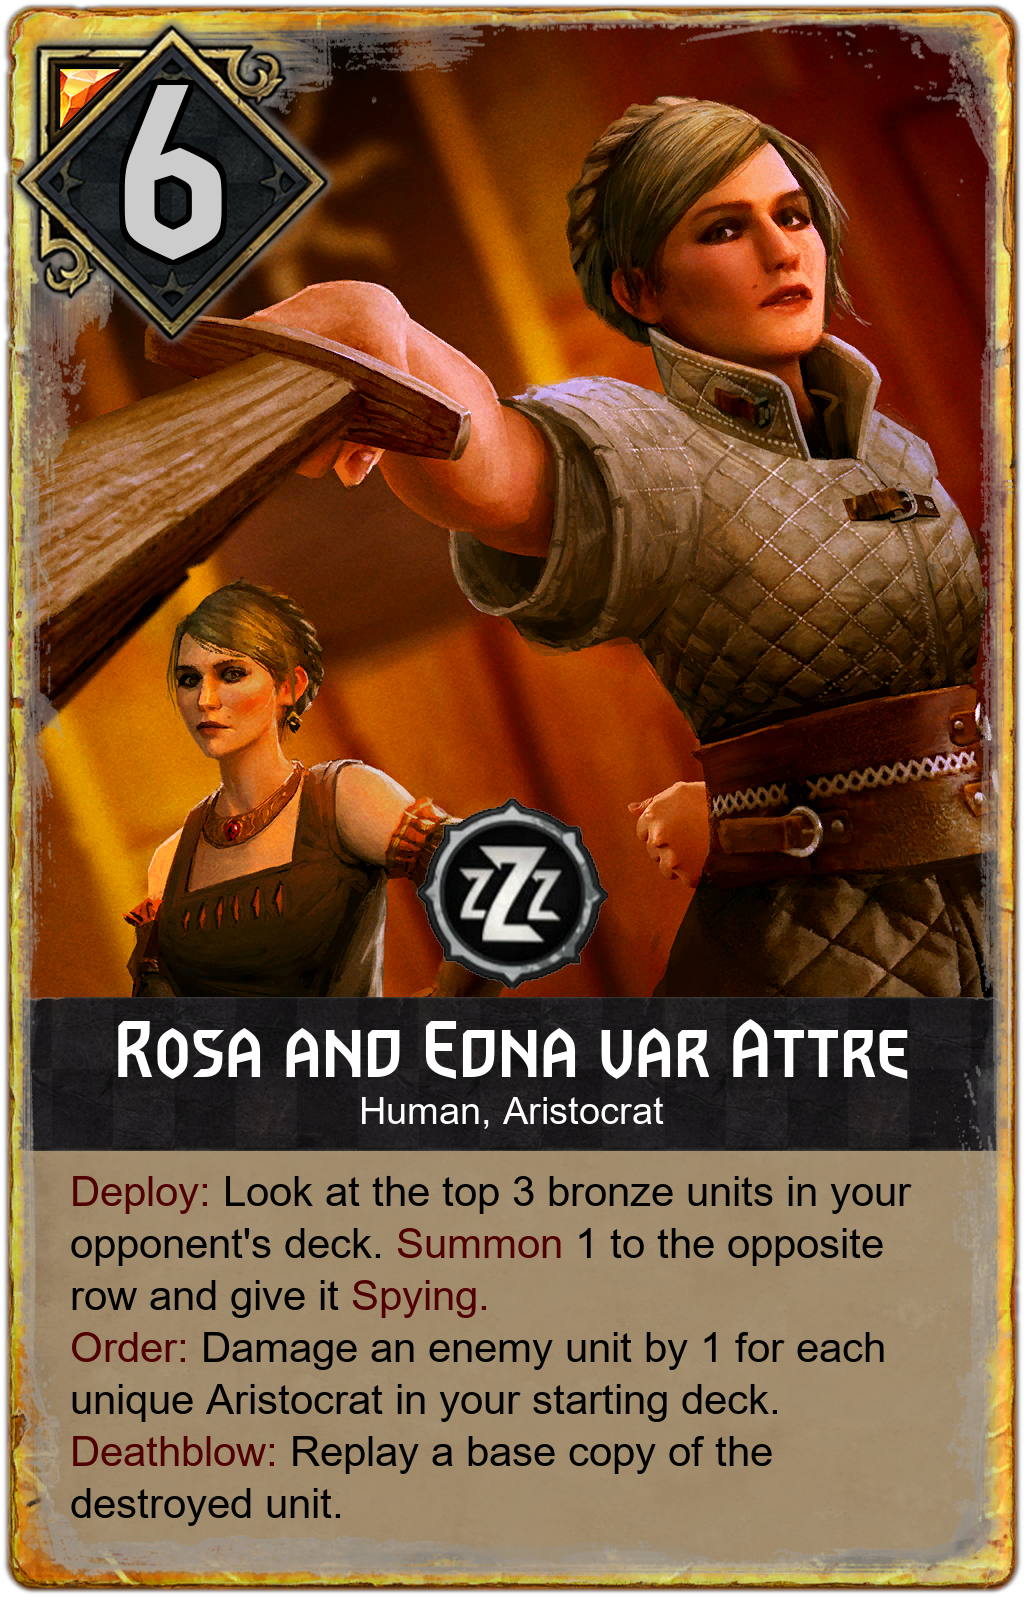 6
zZz
Rosa and Edna var Attre
Human, Aristocrat
Deploy: Look at the top 3 bronze units in your
opponent's deck. Summon 1 to the opposite
row and give it Spying.
Order: Damage an enemy unit by 1 for each
unique Aristocrat in your starting deck.
Deathblow: Replay a base copy of the
destroyed unit.